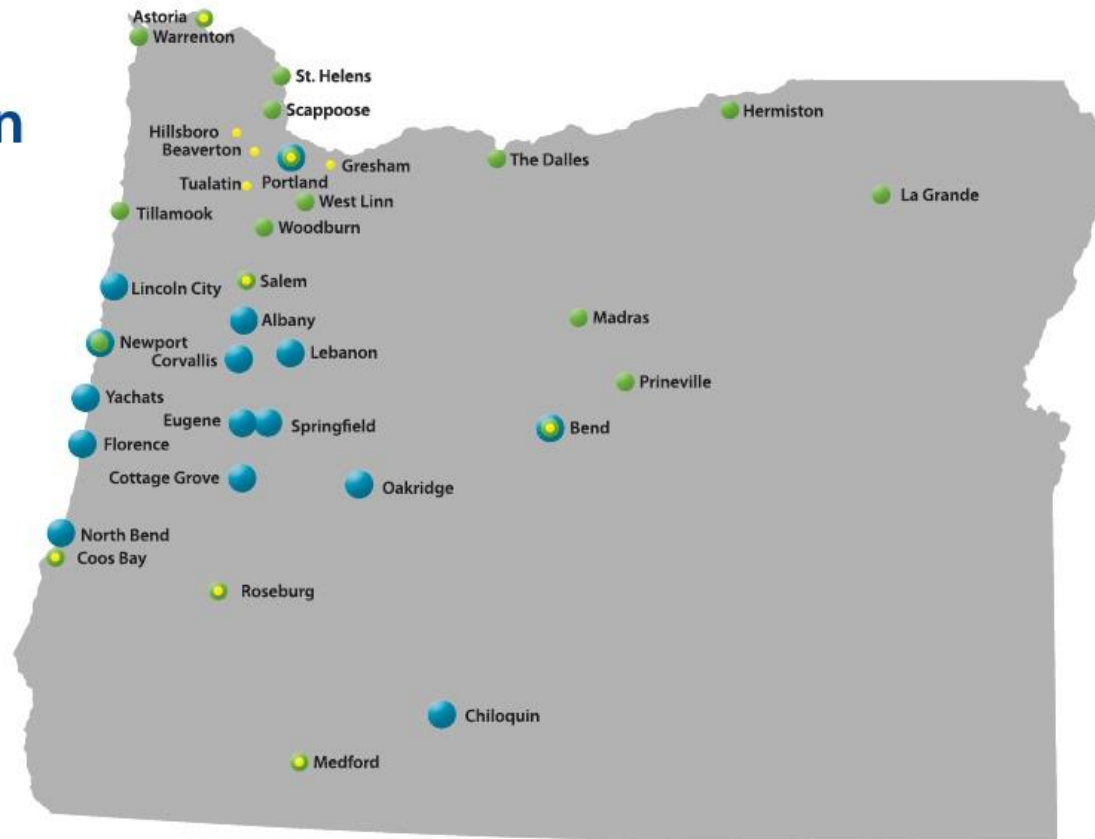 n
Astoria
Warrenton
St. Helens
Scappoose
Hermiston
Hillsboro
Beaverton
The Dalles
Gresham
Tualatin
Portland
La Grande
West Linn
Tillamook
Woodburn
Salem
Lincoln City
Albany
Madras
Newport
Corvallis
Lebanon
Prineville
Yachats
Eugene
Springfield
Bend
Florence
Cottage Grove
Oakridge
North Bend
Coos Bay
Roseburg
Chiloquin
Medford